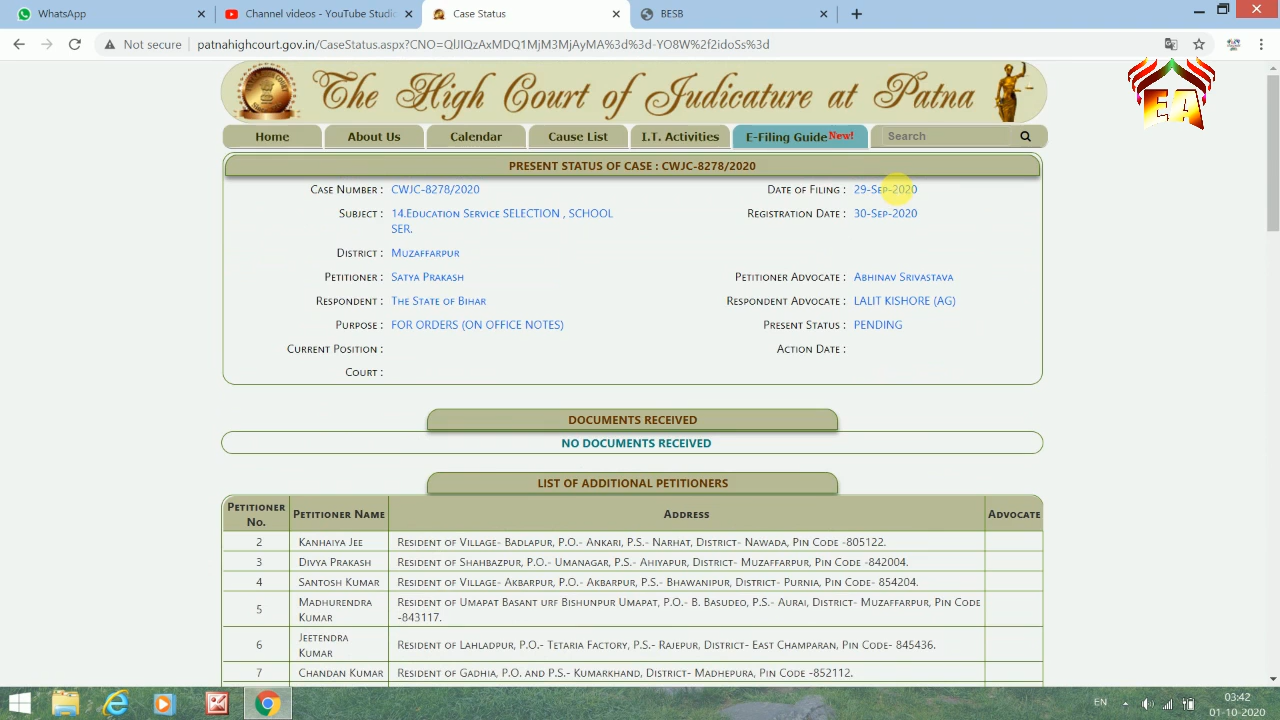 WhatsApp
Channel videos - YouTube Studi
Case Status
BESB
Not secure
patnahighcourt.gov.in/CaseStatus.aspx?CNO=QlJIQzAxMDQ1MjM3MjAyMA%3d%3d-YO8W%2f2idoSs%3d
The High Court of Judicature at Patna
EA
Home
About Us
Calendar
Cause List
I.T. Activities
E-Filing Guide New!
Search
PRESENT STATUS OF CASE : CWJC-8278/2020
Case Number : CWJC-8278/2020
Date of Filing : 29-Sep-2020
Subject : 14.Education Service SELECTION , SCHOOL
SER.
Registration Date : 30-Sep-2020
District : Muzaffarpur
Petitioner : Satya Prakash
Petitioner Advocate : Abhinav Srivastava
Respondent : The State of Bihar
Respondent Advocate : LALIT KISHORE (AG)
Purpose : FOR ORDERS (ON OFFICE NOTES)
Present Status : PENDING
Current Position :
Action Date :
Court :
DOCUMENTS RECEIVED
NO DOCUMENTS RECEIVED
LIST OF ADDITIONAL PETITIONERS
Petitioner
No.
Petitioner Name
Address
Advocate
2 Kanhaiya Jee Resident of Village- Badlapur, P.O.- Ankari, P.S.- Narhat, District- Nawada, Pin Code -805122.
3 Divya Prakash Resident of Shahbazpur, P.O.- Umanagar, P.S.- Ahiyapur, District- Muzaffarpur, Pin Code -842004.
4 Santosh Kumar Resident of Village- Akbarpur, P.O.- Akbarpur, P.S.- Bhawanipur, District- Purnia, Pin Code- 854204.
5 Madhurendra
Kumar
Resident of Umapat Basant urf Bishunpur Umapat, P.O.- B. Basudeo, P.S.- Aurai, District- Muzaffarpur, Pin Code
-843117.
6 Jeetendra
Kumar
Resident of Lahladpur, P.O.- Tetaria Factory, P.S.- Rajepur, District- East Champaran, Pin Code- 845436.
7 Chandan Kumar Resident of Gadhia, P.O. and P.S.- Kumarkhand, District- Madhepura, Pin Code -852112.
EN
03:42
01-10-2020